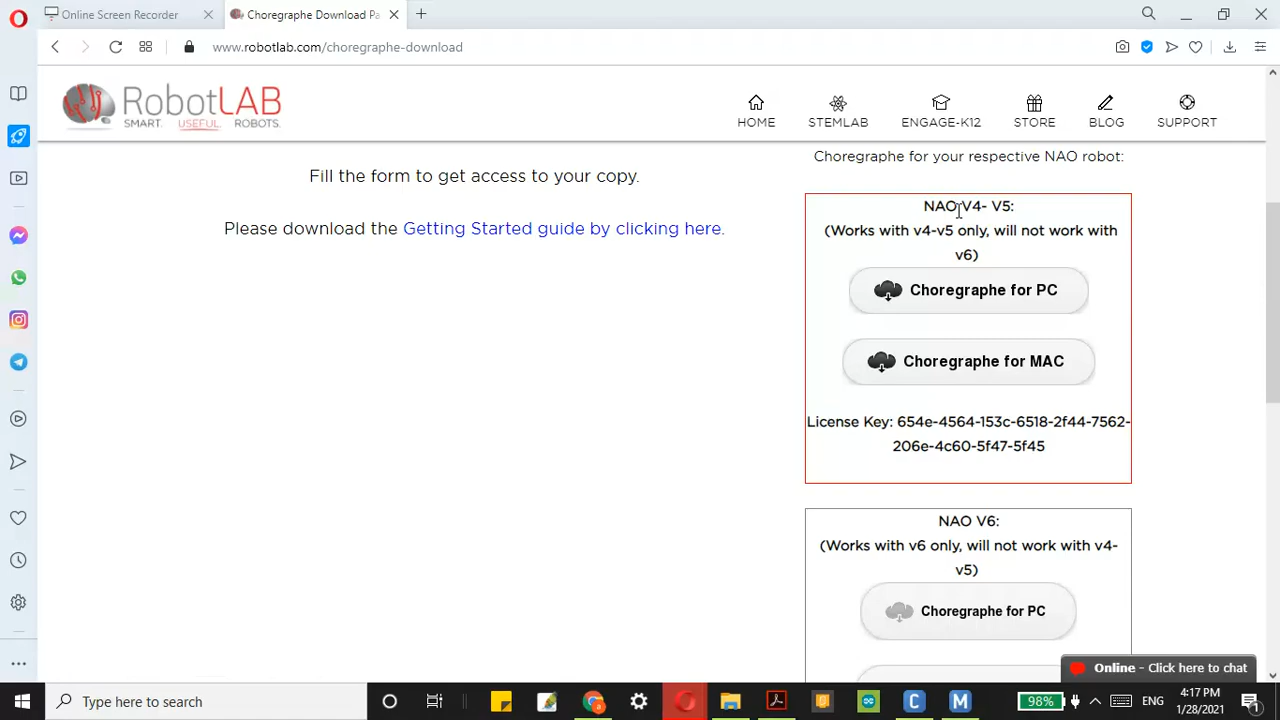 Online Screen Recorder
Choregraphe Download Pa
www.robotlab.com/choregraphe-download
RobotLAB
SMART. USEFUL. ROBOTS.
HOME
STEMLAB
ENGAGE-K12
STORE
BLOG
SUPPORT
Fill the form to get access to your copy.
Please download the Getting Started guide by clicking here.
Choregraphe for your respective NAO robot:
NAO V4- V5:
(Works with v4-v5 only, will not work with
v6)
Choregraphe for PC
Choregraphe for MAC
License Key: 654e-4564-153c-6518-2f44-7562-
206e-4c60-5f47-5f45
NAO V6:
(Works with v6 only, will not work with v4-
v5)
Choregraphe for PC
Online - Click here to chat
Type here to search
C
M
98%
ENG
4:17 PM
1/28/2021
1